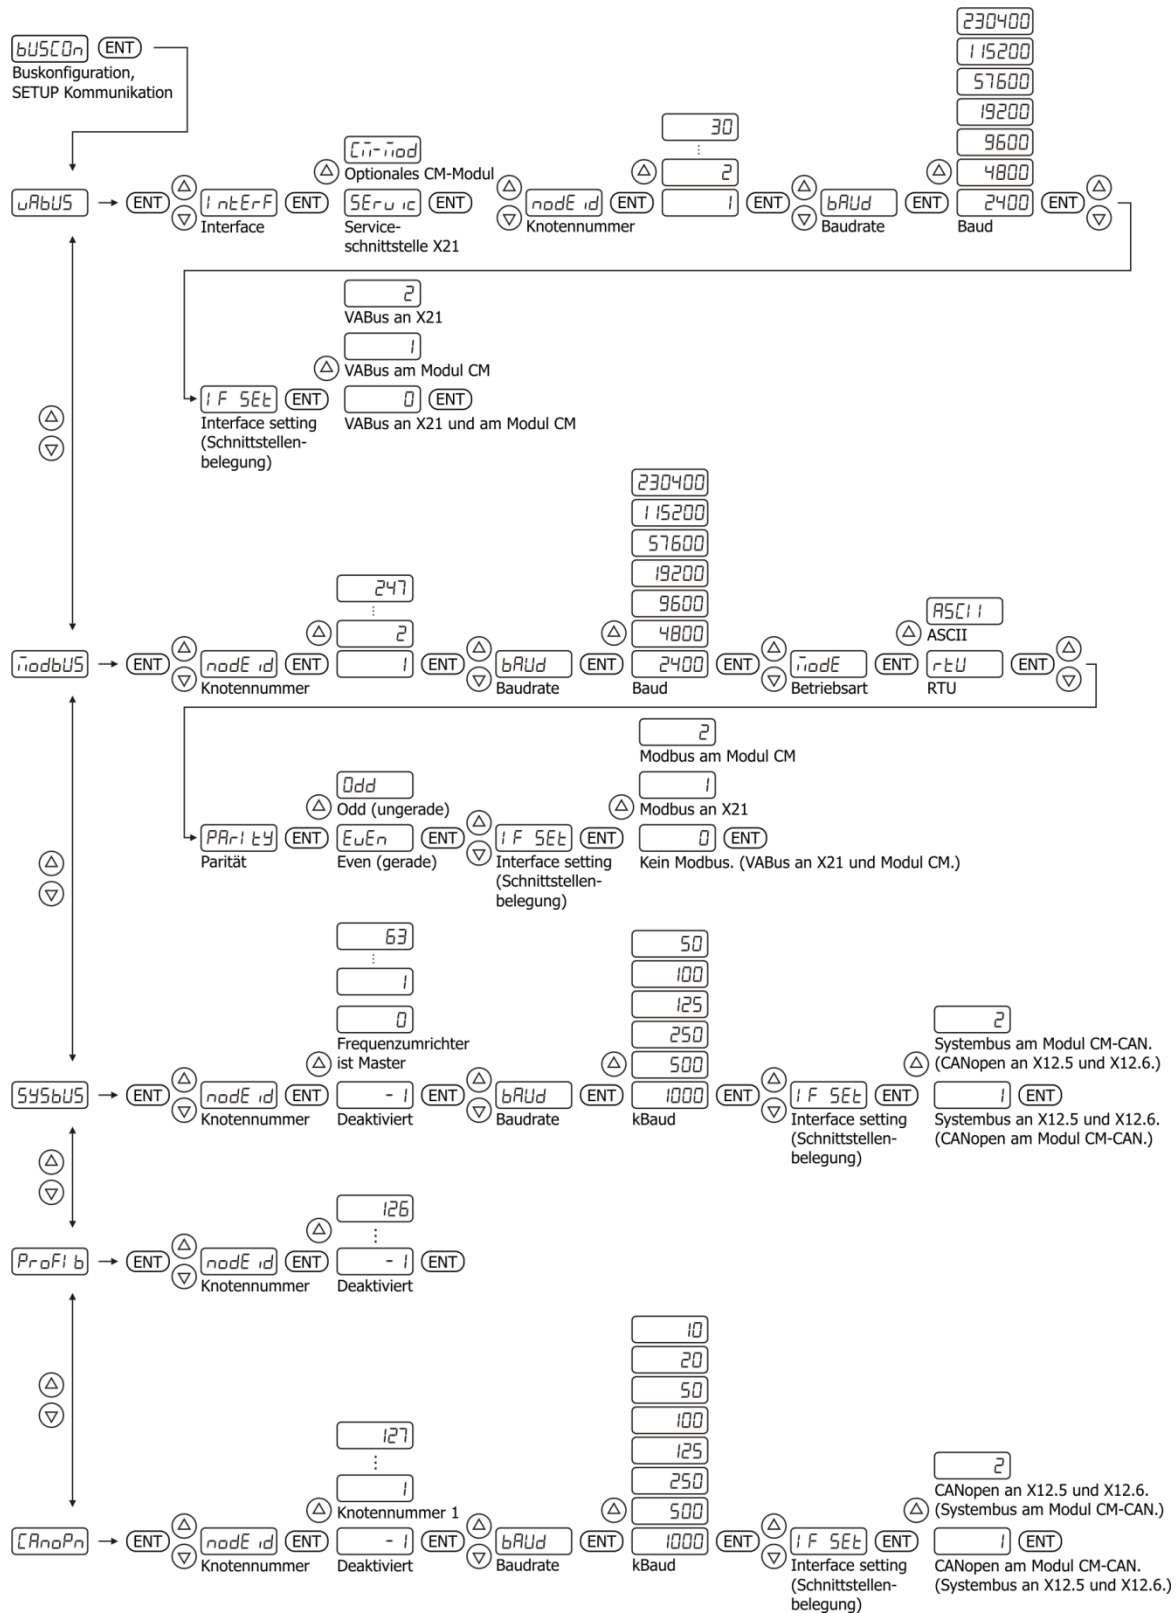 230400
115200
57600
19200
9600
4800
2400
busCOn ENT
Buskonfiguration,
SETUP Kommunikation
30
⋮
2
1
Cm-mod
Optionales CM-Modul
vAbUS → ENT IntErF ENT SErvic ENT nodE id ENT ENT bAUd ENT ENT
Interface
Service-
schnittstelle X21
Knotennummer
Baudrate
Baud
2
VABus an X21
1
VABus am Modul CM
IF SEt ENT 0 ENT
Interface setting
(Schnittstellen-
belegung)
VABus an X21 und am Modul CM
230400
115200
57600
19200
9600
4800
2400
247
⋮
2
1
ASCII
ASCII
modbUS → ENT nodE id ENT ENT bAUd ENT ENT modE ENT rtU ENT
Knotennummer
Baudrate
Baud
Betriebsart
RTU
2
Modbus am Modul CM
Odd
Odd (ungerade)
1
Modbus an X21
PAritY ENT EvEn ENT IF SEt ENT 0 ENT
Parität
Even (gerade)
Interface setting
(Schnittstellen-
belegung)
Kein Modbus. (VABus an X21 und Modul CM.)
63
⋮
1
0
Frequenzumrichter
ist Master
50
100
125
250
500
2
Systembus am Modul CM-CAN.
(CANopen an X12.5 und X12.6.)
SYSbUS → ENT nodE id ENT -1 ENT bAUd ENT 1000 ENT IF SEt ENT 1 ENT
Knotennummer
Deaktiviert
Baudrate
kBaud
Interface setting
(Schnittstellen-
belegung)
Systembus an X12.5 und X12.6.
(CANopen am Modul CM-CAN.)
126
⋮
ProFI b → ENT nodE id ENT -1 ENT
Knotennummer
Deaktiviert
10
20
50
100
125
250
500
127
⋮
1
Knotennummer 1
2
CANopen an X12.5 und X12.6.
(Systembus am Modul CM-CAN.)
CAnoPn → ENT nodE id ENT -1 ENT bAUd ENT 1000 ENT IF SEt ENT 1 ENT
Knotennummer
Deaktiviert
Baudrate
kBaud
Interface setting
(Schnittstellen-
belegung)
CANopen am Modul CM-CAN.
(Systembus an X12.5 und X12.6.)